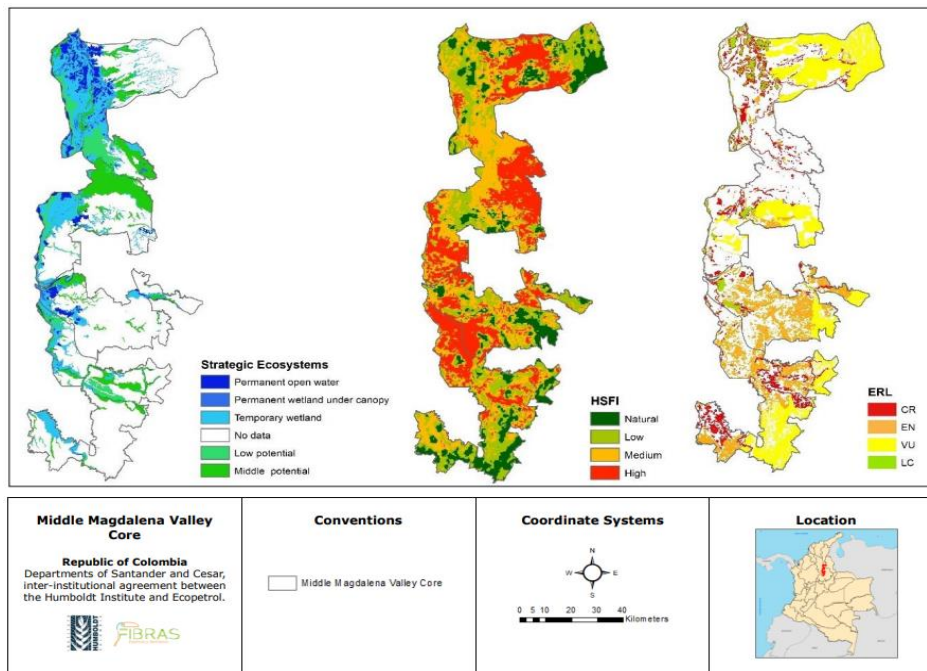 Strategic Ecosystems
Permanent open water
Permanent wetland under canopy
Temporary wetland
No data
Low potential
Middle potential
HSFI
Natural
Low
Medium
High
ERL
CR
EN
VU
LC
Middle Magdalena Valley
Core
Republic of Colombia
Departments of Santander and Cesar,
inter-institutional agreement between
the Humboldt Institute and Ecopetrol.
HUMBOLDT
FIBRAS
Conventions
Middle Magdalena Valley Core
Coordinate Systems
N
W E
S
0 5 10 20 30 40
Kilometers
Location